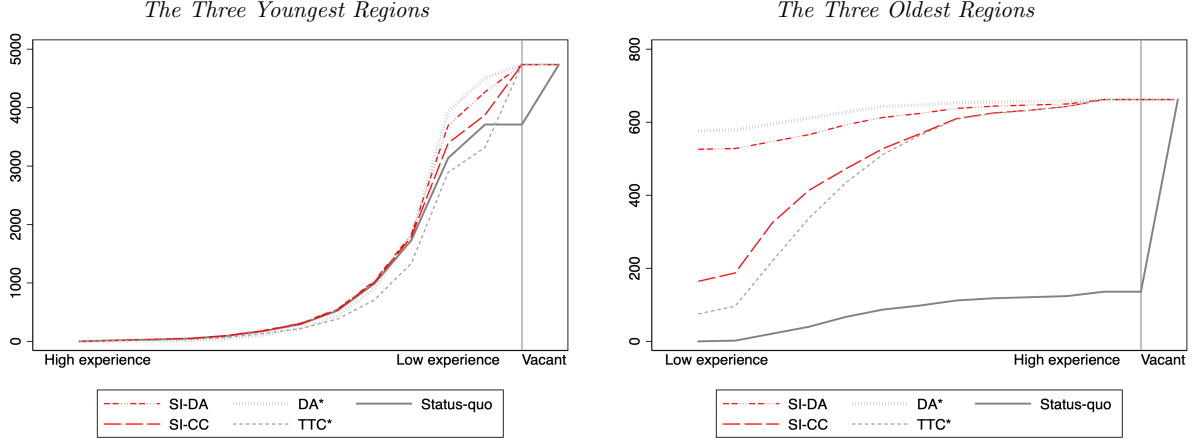 The Three Youngest Regions
5000
4000
3000
2000
1000
0
High experience Low experience Vacant
SI-DA DA* Status-quo
SI-CC TTC*
The Three Oldest Regions
800
600
400
200
0
Low experience High experience Vacant
SI-DA DA* Status-quo
SI-CC TTC*